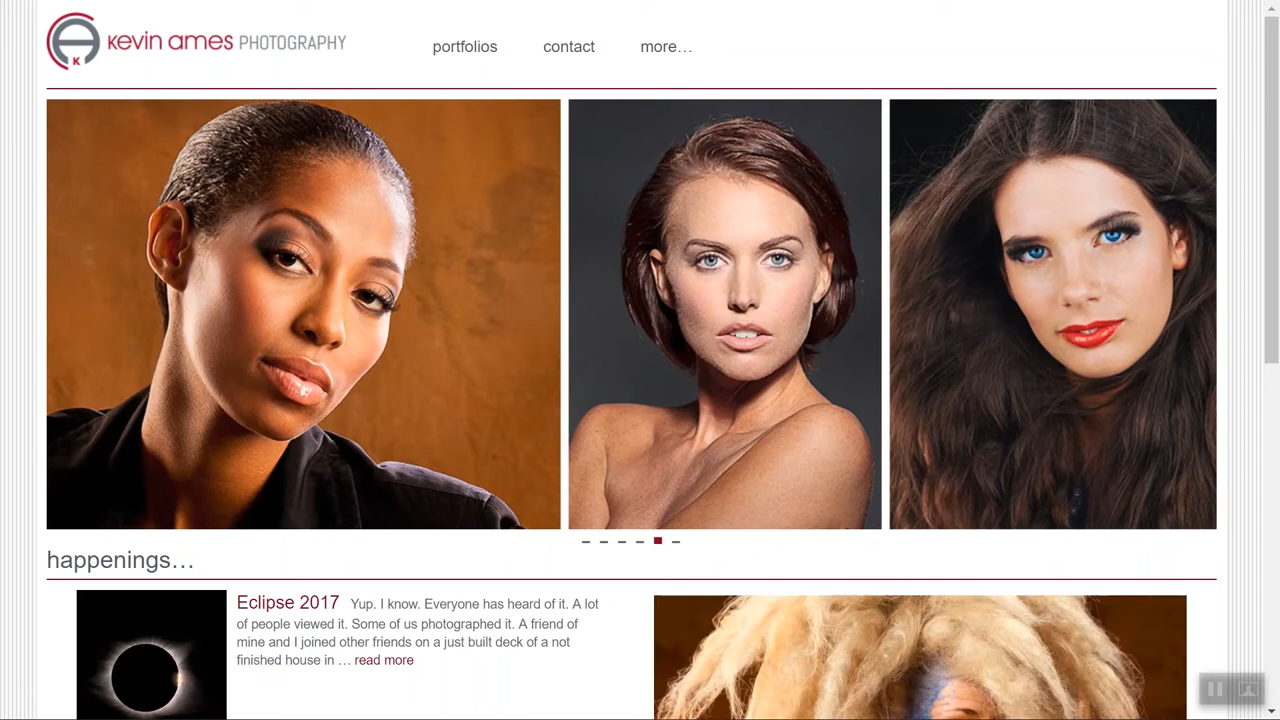 K
Kevin Ames PHOTOGRAPHY
portfolios contact more…
happenings…
Eclipse 2017 Yup. I know. Everyone has heard of it. A lot
of people viewed it. Some of us photographed it. A friend of
mine and I joined other friends on a just built deck of a not
finished house in … read more